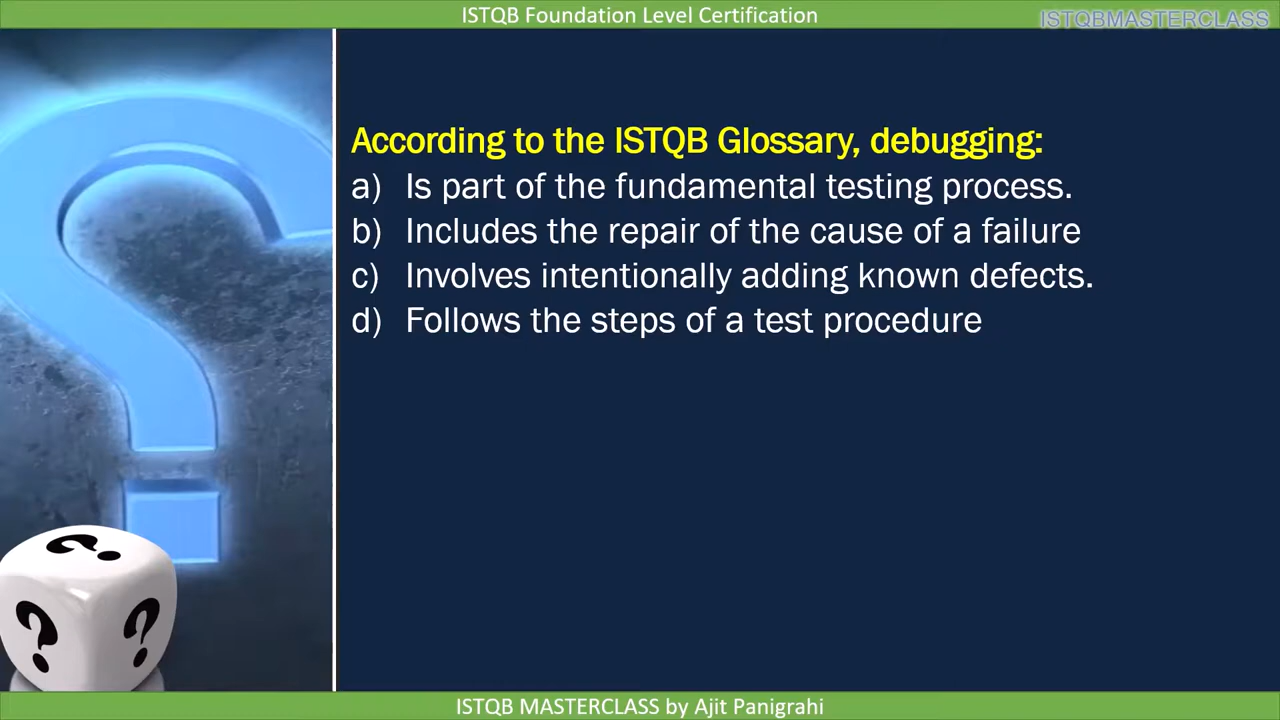 ISTQB Foundation Level Certification
ISTQBMASTERCLASS
According to the ISTQB Glossary, debugging:
a) Is part of the fundamental testing process.
b) Includes the repair of the cause of a failure
c) Involves intentionally adding known defects.
d) Follows the steps of a test procedure
? ? ?
ISTQB MASTERCLASS by Ajit Panigrahi